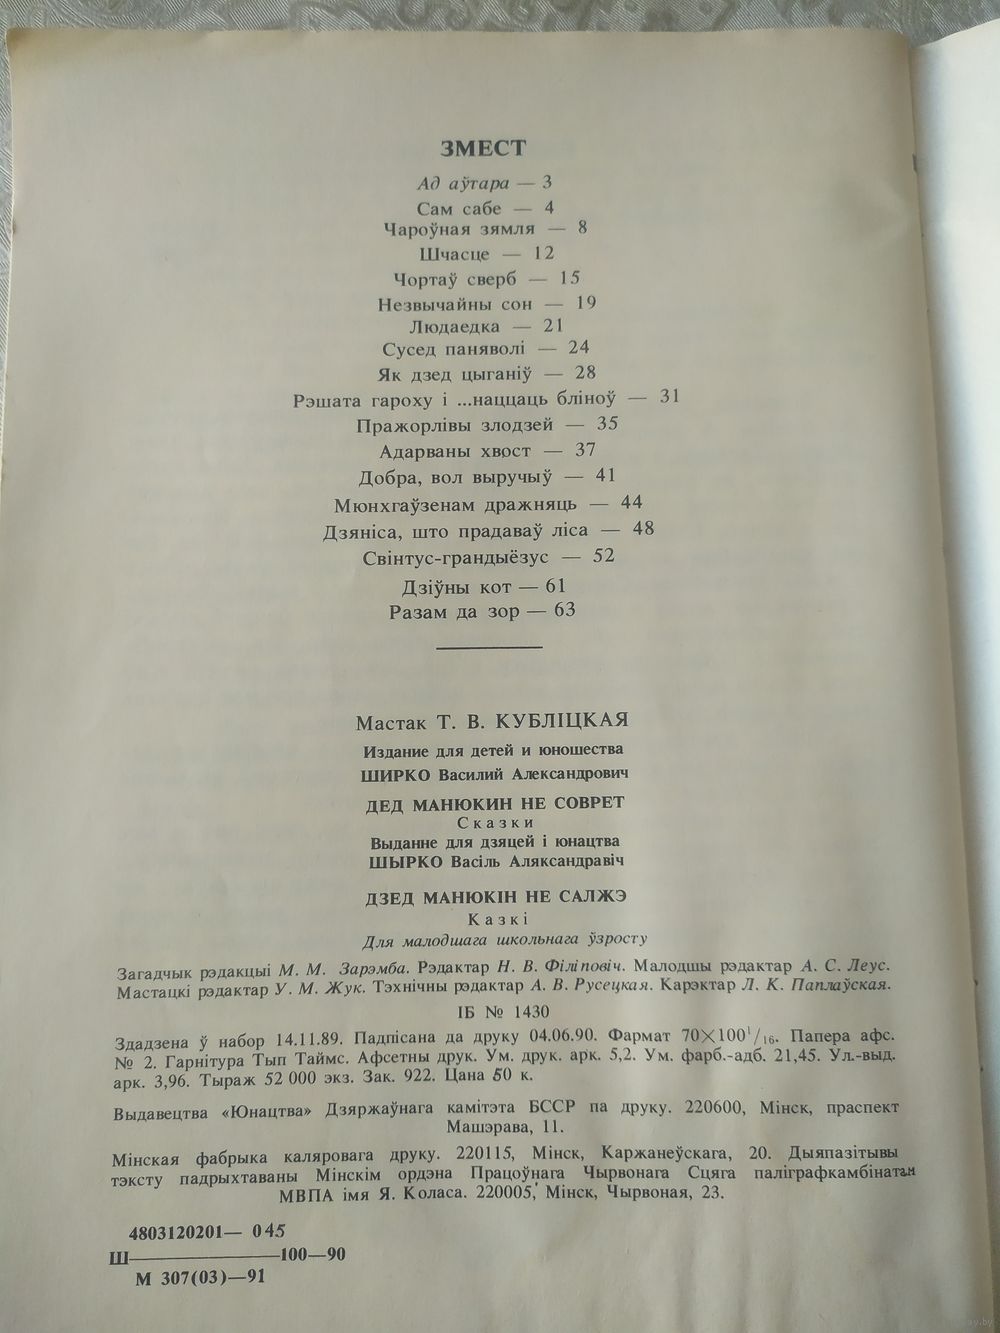 ЗМЕСТ
Ад аўтара — 3
Сам сабе — 4
Чароўная зямля — 8
Шчасце — 12
Чортаў сверб — 15
Незвычайны сон — 19
Людаедка — 21
Сусед паняволі — 24
Як дзед цыганіў — 28
Рэшата гароху і ...наццаць бліноў — 31
Пражорлівы злодзей — 35
Адарваны хвост — 37
Добра, вол выручыў — 41
Мюнхгаўзенам дражняць — 44
Дзяніса, што прадаваў ліса — 48
Свінтус-грандыёзус — 52
Дзіўны кот — 61
Разам да зор — 63
Мастак Т. В. КУБЛІЦКАЯ
Издание для детей и юношества
ШИРКО Василий Александрович
ДЕД МАНЮКИН НЕ СОВРЕТ
Сказки
Выданне для дзяцей і юнацтва
ШЫРКО Васіль Аляксандравіч
ДЗЕД МАНЮКІН НЕ САЛЖЭ
Казкі
Для малодшага школьнага ўзросту
Загадчык рэдакцыі М. М. Зарэмба. Рэдактар Н. В. Філіповіч. Малодшы рэдактар А. С. Леус.
Мастацкі рэдактар У. М. Жук. Тэхнічны рэдактар А. В. Русецкая. Карэктар Л. К. Паплаўская.
ІБ № 1430
Здадзена ў набор 14.11.89. Падпісана да друку 04.06.90. Фармат 70×100¹/₁₆. Папера афс.
№ 2. Гарнітура Тып Таймс. Афсетны друк. Ум. друк. арк. 5,2. Ум. фарб.-адб. 21,45. Ул.-выд.
арк. 3,96. Тыраж 52 000 экз. Зак. 922. Цана 50 к.
Выдавецтва «Юнацтва» Дзяржаўнага камітэта БССР па друку. 220600, Мінск, праспект
Машэрава, 11.
Мінская фабрыка каляровага друку. 220115, Мінск, Каржанеўскага, 20. Дыяпазітывы
тэксту падрыхтаваны Мінскім ордэна Працоўнага Чырвонага Сцяга паліграфкамбінатам
МВПА імя Я. Коласа. 220005, Мінск, Чырвоная, 23.
4803120201— 045
Ш———100—90
М 307(03)—91